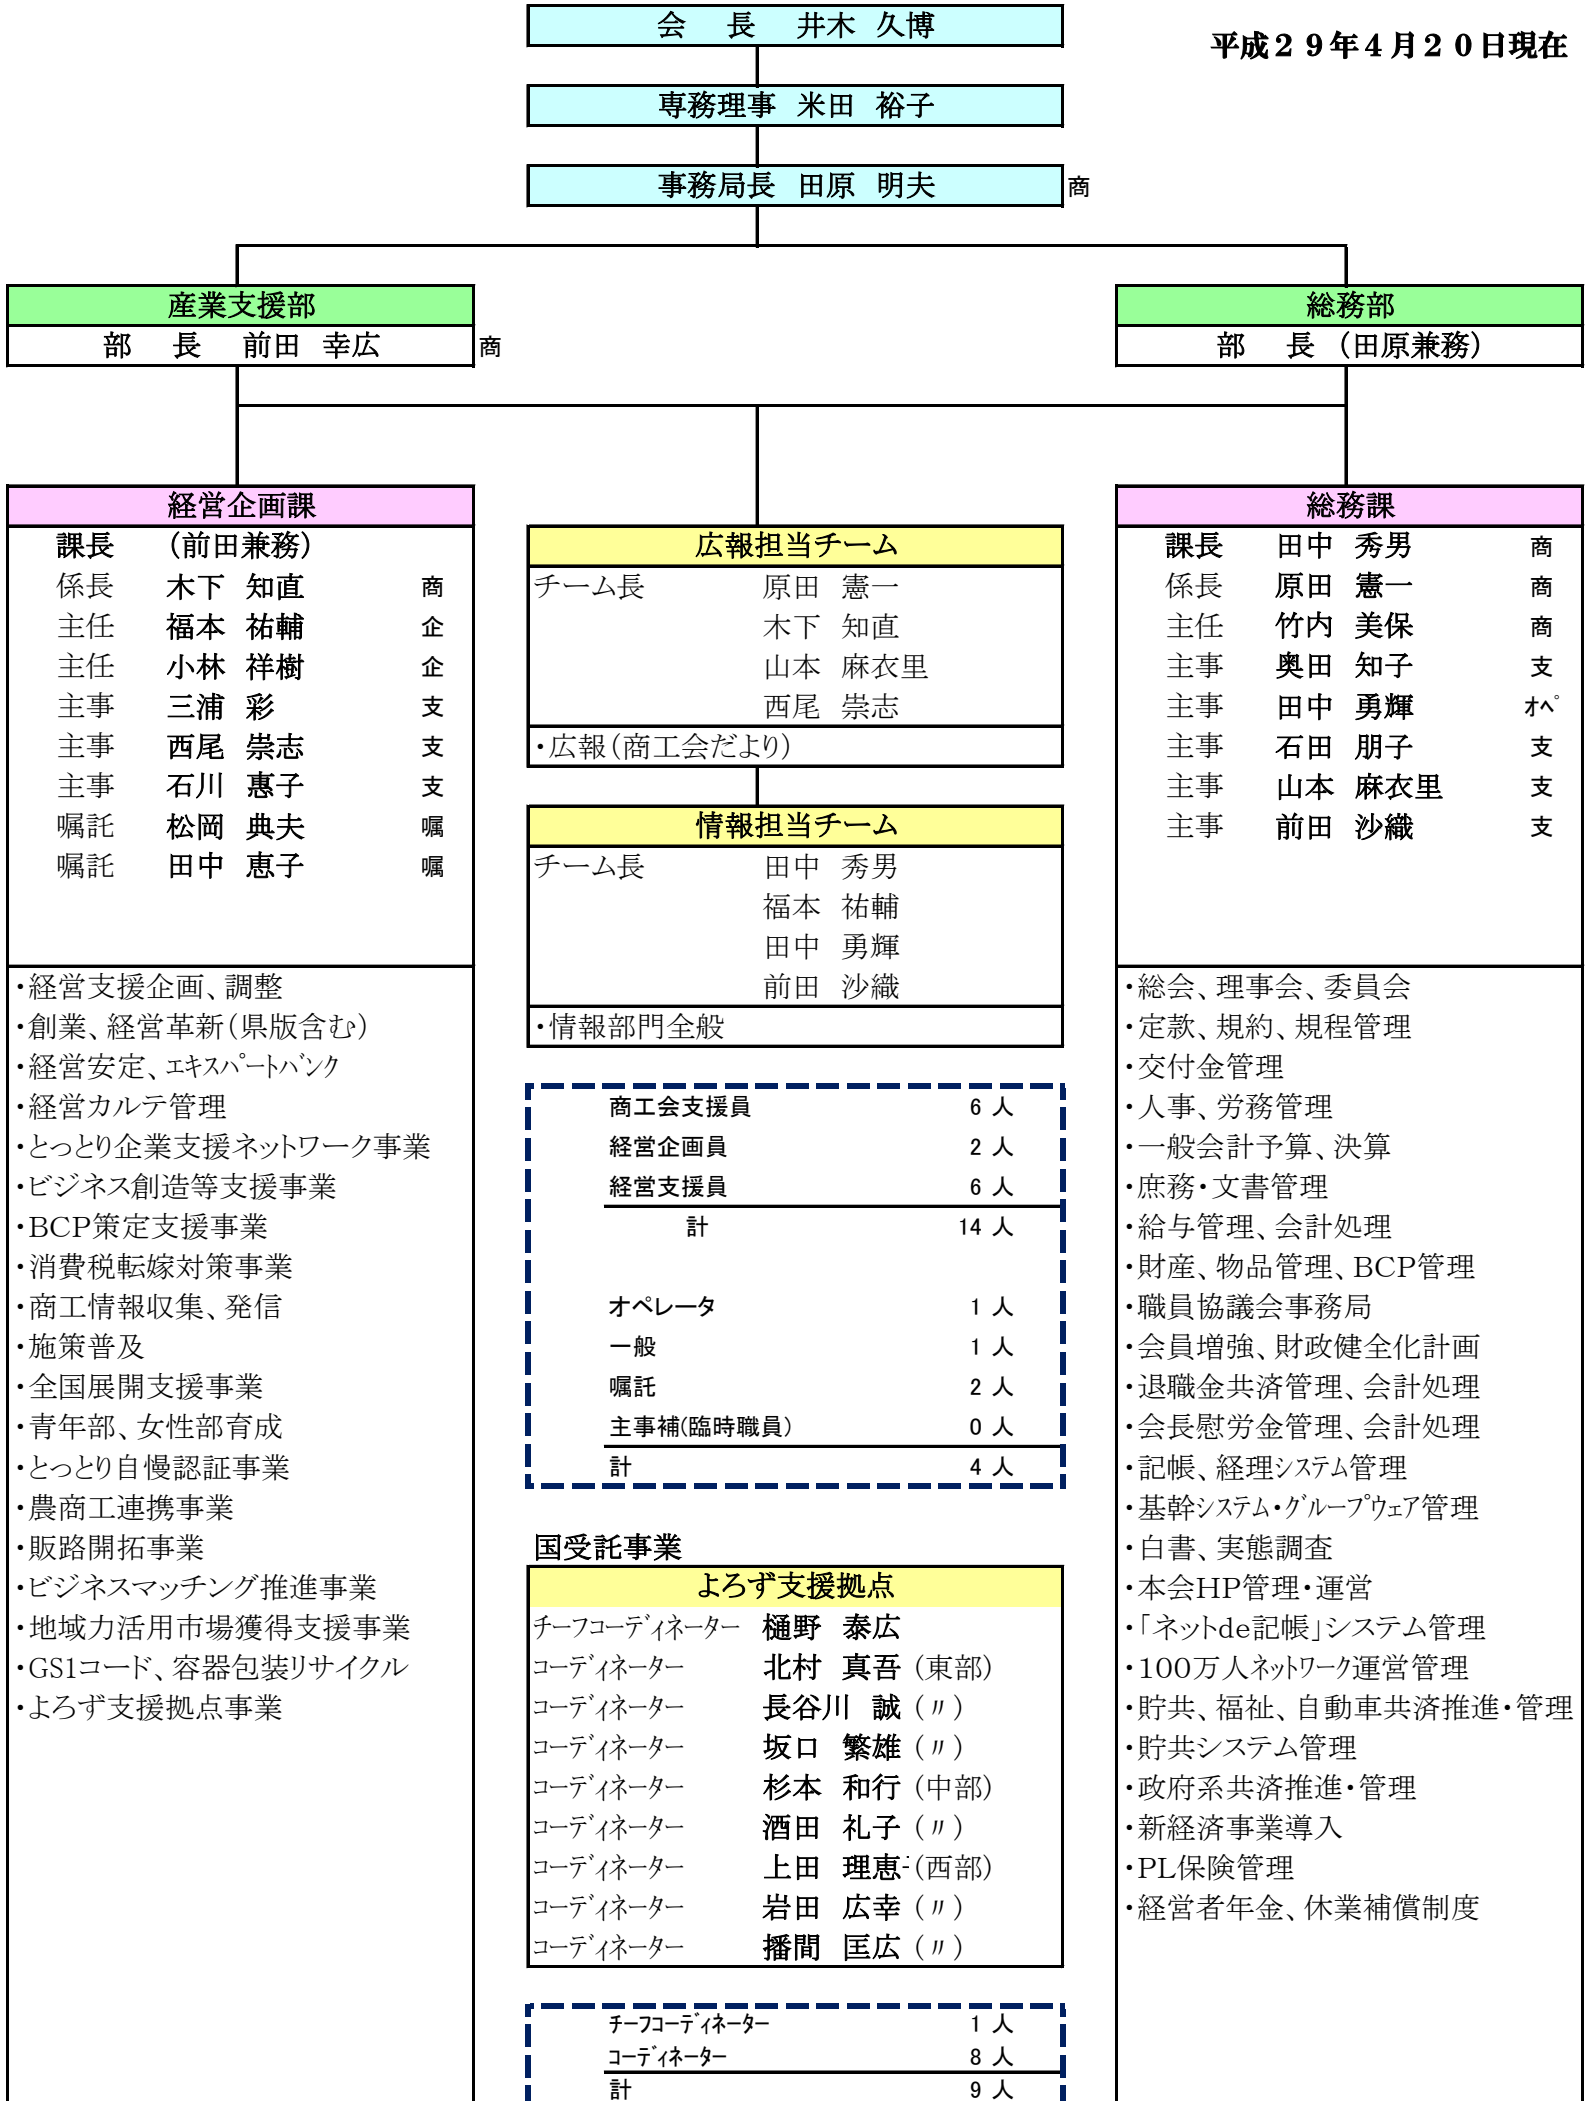 会　長　井木 久博
平成２９年４月２０日現在
専務理事 米田 裕子
事務局長 田原 明夫 商
産業支援部
部　長　前田 幸広 商
総務部
部　長 （田原兼務）
経営企画課
課長 （前田兼務）
係長 木下 知直 商
主任 福本 祐輔 企
主任 小林 祥樹 企
主事 三浦 彩 支
主事 西尾 崇志 支
主事 石川 惠子 支
嘱託 松岡 典夫 嘱
嘱託 田中 恵子 嘱
・経営支援企画、調整
・創業、経営革新（県版含む）
・経営安定、ｴｷｽﾊﾟｰﾄﾊﾞﾝｸ
・経営カルテ管理
・とっとり企業支援ネットワーク事業
・ビジネス創造等支援事業
・BCP策定支援事業
・消費税転嫁対策事業
・商工情報収集、発信
・施策普及
・全国展開支援事業
・青年部、女性部育成
・とっとり自慢認証事業
・農商工連携事業
・販路開拓事業
・ビジネスマッチング推進事業
・地域力活用市場獲得支援事業
・GS1コード、容器包装リサイクル
・よろず支援拠点事業
広報担当チーム
チーム長 原田 憲一
木下 知直
山本 麻衣里
西尾 崇志
・広報（商工会だより）
情報担当チーム
チーム長 田中 秀男
福本 祐輔
田中 勇輝
前田 沙織
・情報部門全般
商工会支援員 6 人
経営企画員 2 人
経営支援員 6 人
計 14 人
オペレータ 1 人
一般 1 人
嘱託 2 人
主事補(臨時職員） 0 人
計 4 人
国受託事業
よろず支援拠点
ﾁｰﾌｺｰﾃﾞｨﾈｰﾀｰ 樋野 泰広
ｺｰﾃﾞｨﾈｰﾀｰ 北村 真吾 （東部）
ｺｰﾃﾞｨﾈｰﾀｰ 長谷川 誠 （〃）
ｺｰﾃﾞｨﾈｰﾀｰ 坂口 繁雄 （〃）
ｺｰﾃﾞｨﾈｰﾀｰ 杉本 和行 （中部）
ｺｰﾃﾞｨﾈｰﾀｰ 酒田 礼子 （〃）
ｺｰﾃﾞｨﾈｰﾀｰ 上田 理恵 （西部）
ｺｰﾃﾞｨﾈｰﾀｰ 岩田 広幸 （〃）
ｺｰﾃﾞｨﾈｰﾀｰ 播間 匡広 （〃）
ﾁｰﾌｺｰﾃﾞｨﾈｰﾀｰ 1 人
ｺｰﾃﾞｨﾈｰﾀｰ 8 人
計 9 人
総務課
課長 田中 秀男 商
係長 原田 憲一 商
主任 竹内 美保 商
主事 奥田 知子 支
主事 田中 勇輝 ｵﾍﾟ
主事 石田 朋子 支
主事 山本 麻衣里 支
主事 前田 沙織 支
・総会、理事会、委員会
・定款、規約、規程管理
・交付金管理
・人事、労務管理
・一般会計予算、決算
・庶務・文書管理
・給与管理、会計処理
・財産、物品管理、BCP管理
・職員協議会事務局
・会員増強、財政健全化計画
・退職金共済管理、会計処理
・会長慰労金管理、会計処理
・記帳、経理ｼｽﾃﾑ管理
・基幹ｼｽﾃﾑ・ｸﾞﾙｰﾌﾟｳｪｱ管理
・白書、実態調査
・本会HP管理・運営
・「ネットde記帳」システム管理
・100万人ﾈｯﾄﾜｰｸ運営管理
・貯共、福祉、自動車共済推進・管理
・貯共システム管理
・政府系共済推進・管理
・新経済事業導入
・PL保険管理
・経営者年金、休業補償制度